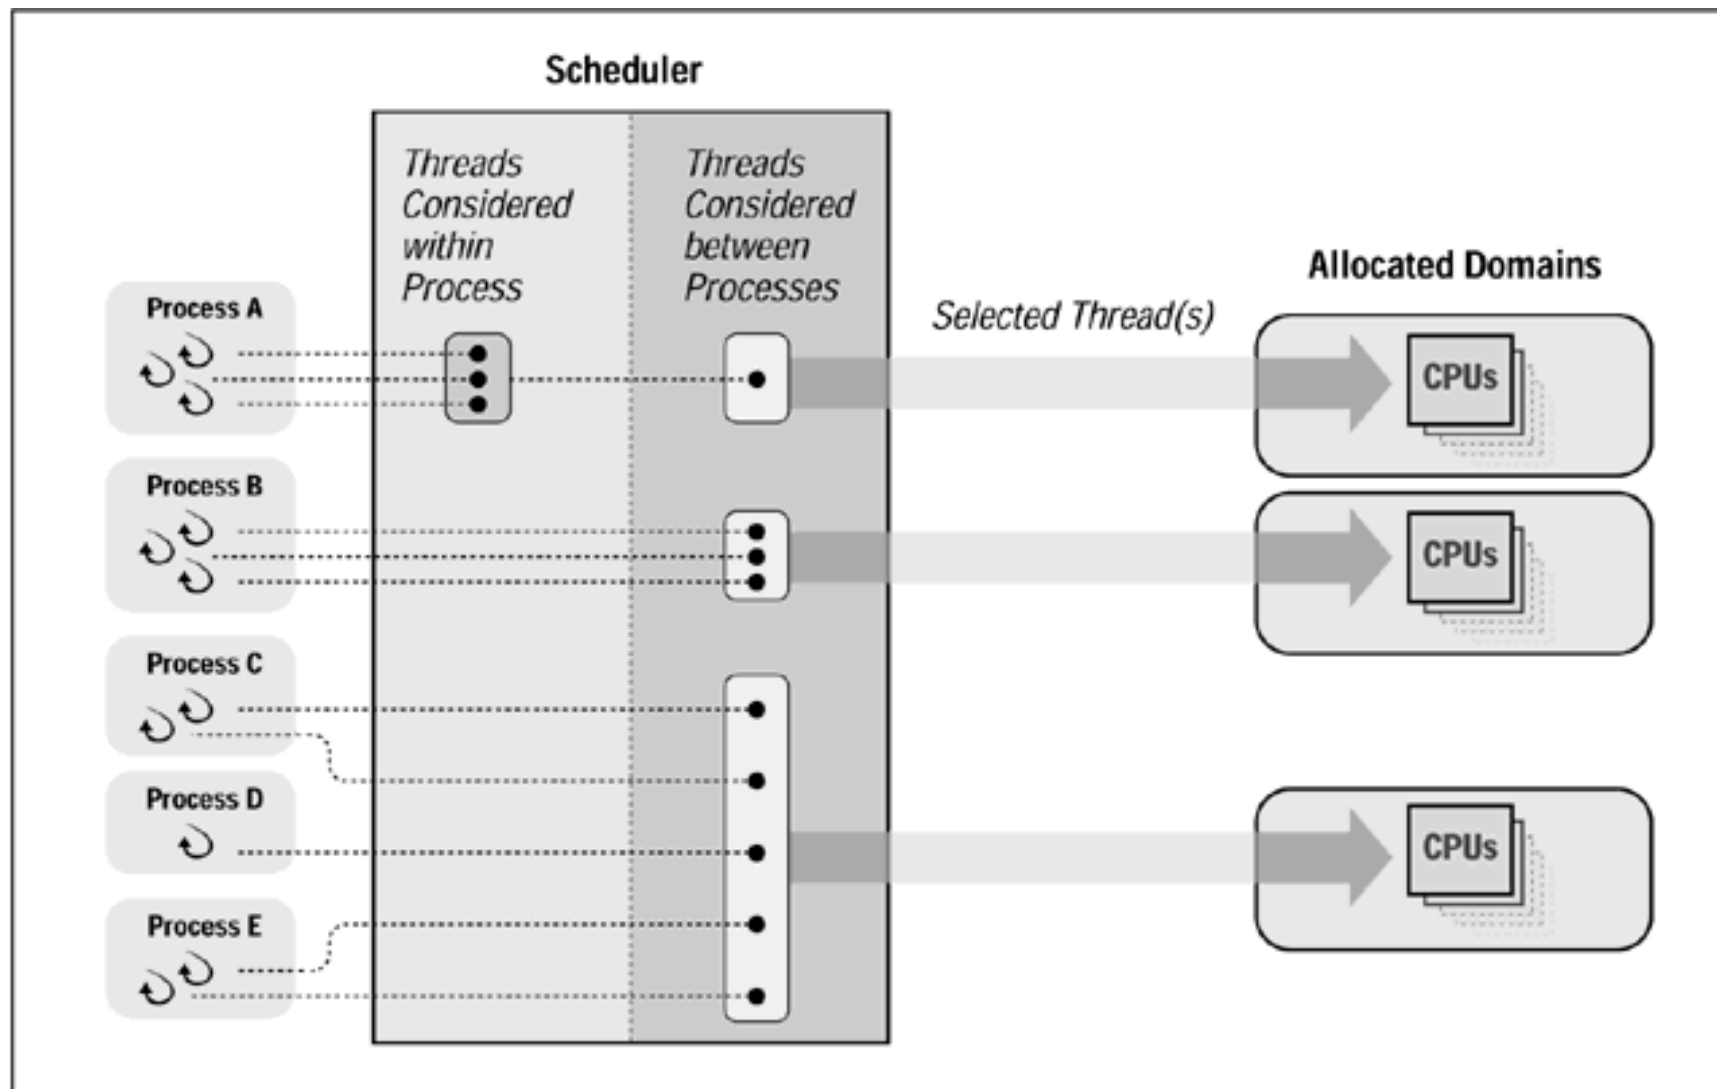 Scheduler
Threads
Considered
within
Process
Threads
Considered
between
Processes
Allocated Domains
Selected Thread(s)
Process A
CPUs
Process B
CPUs
Process C
Process D
CPUs
Process E